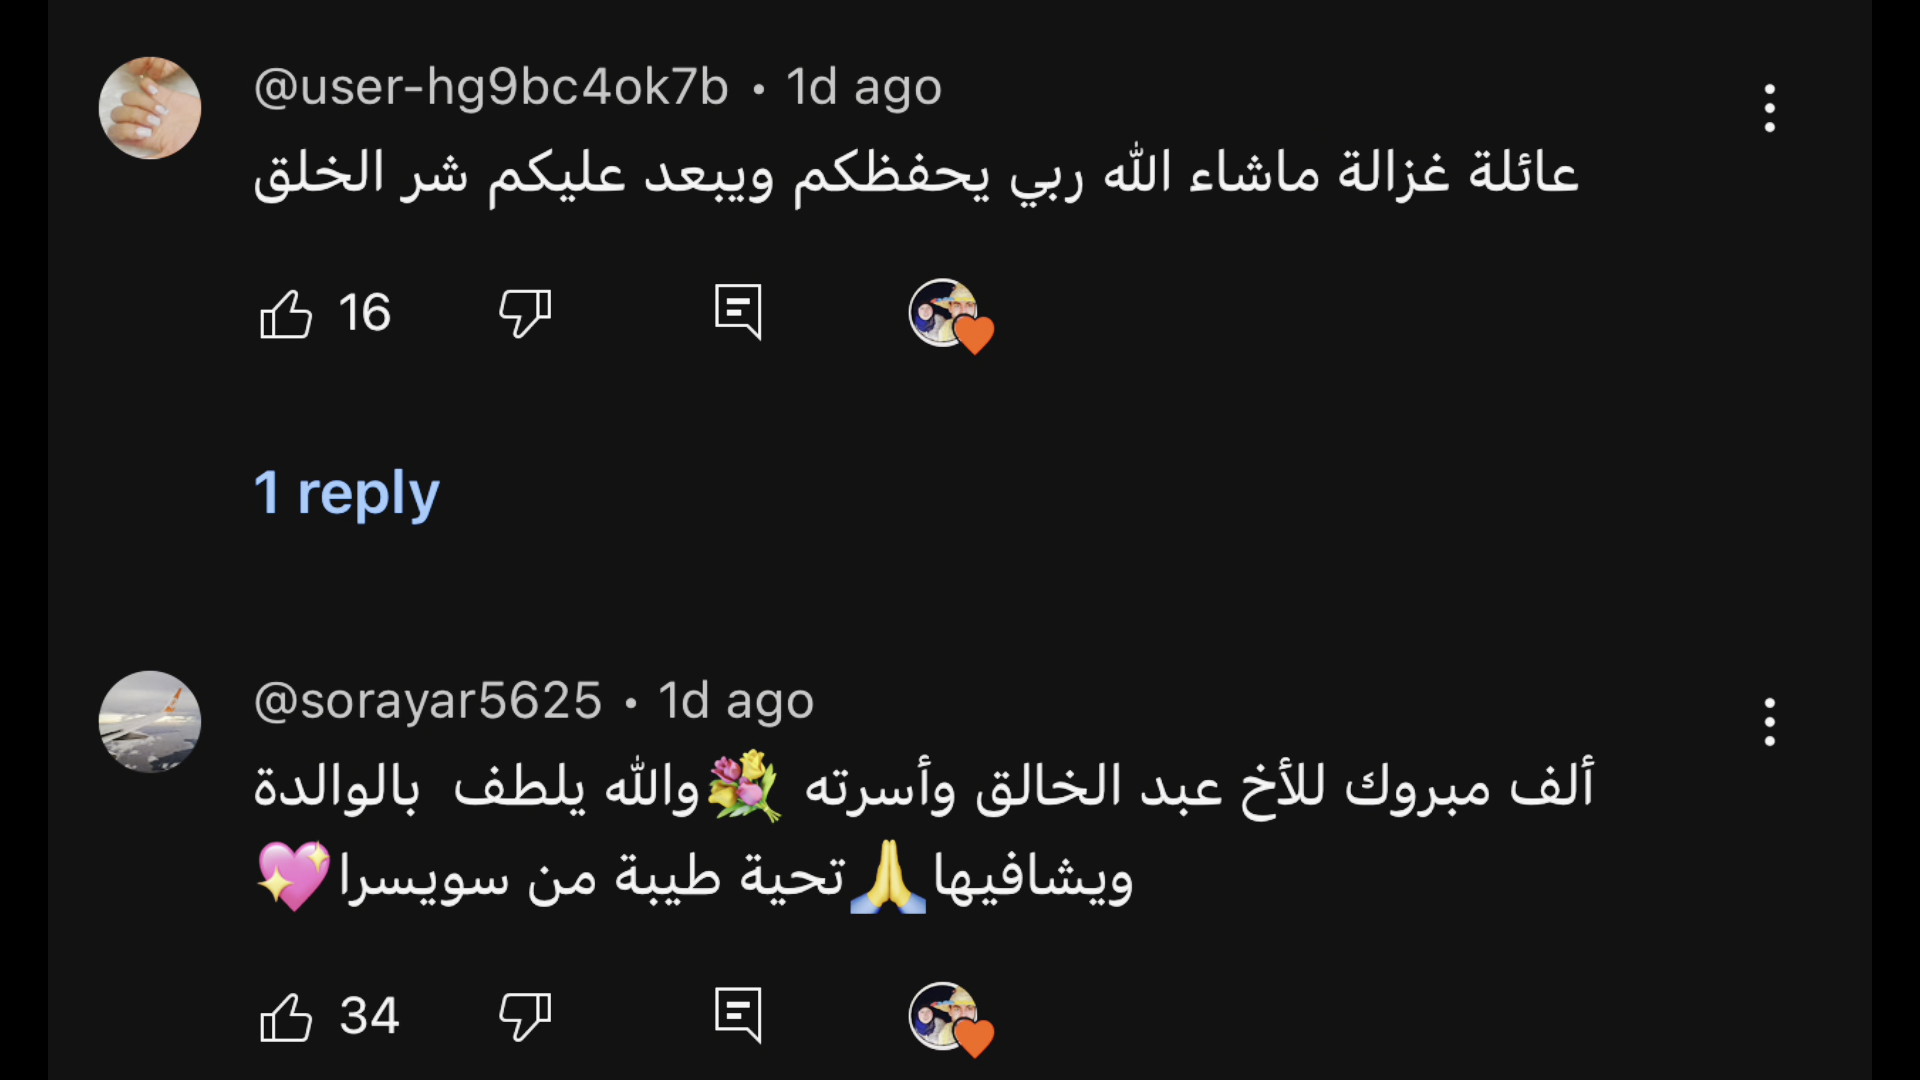 @user-hg9bc4ok7b • 1d ago
عائلة غزالة ماشاء الله ربي يحفظكم ويبعد عليكم شر الخلق
16
1 reply
@sorayar5625 • 1d ago
ألف مبروك للأخ عبد الخالق وأسرته 💐والله يلطف  بالوالدة
ويشافيها🙏تحية طيبة من سويسرا💖
34